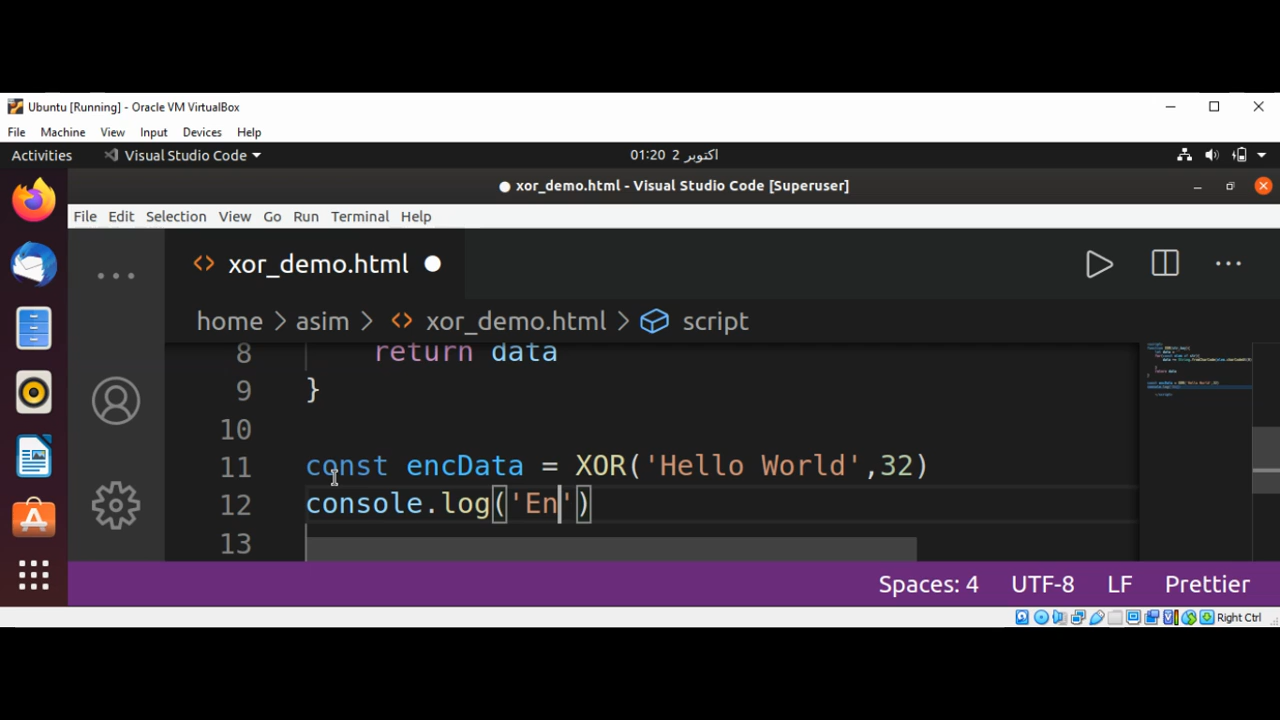 Ubuntu [Running] - Oracle VM VirtualBox
File Machine View Input Devices Help
Activities Visual Studio Code 01:20 2 اكتوبر
xor_demo.html - Visual Studio Code [Superuser]
File Edit Selection View Go Run Terminal Help
xor_demo.html
home > asim > xor_demo.html > script
8 return data
9 }
10
11 const encData = XOR('Hello World',32)
12 console.log('En')
13
Spaces: 4 UTF-8 LF Prettier
Right Ctrl